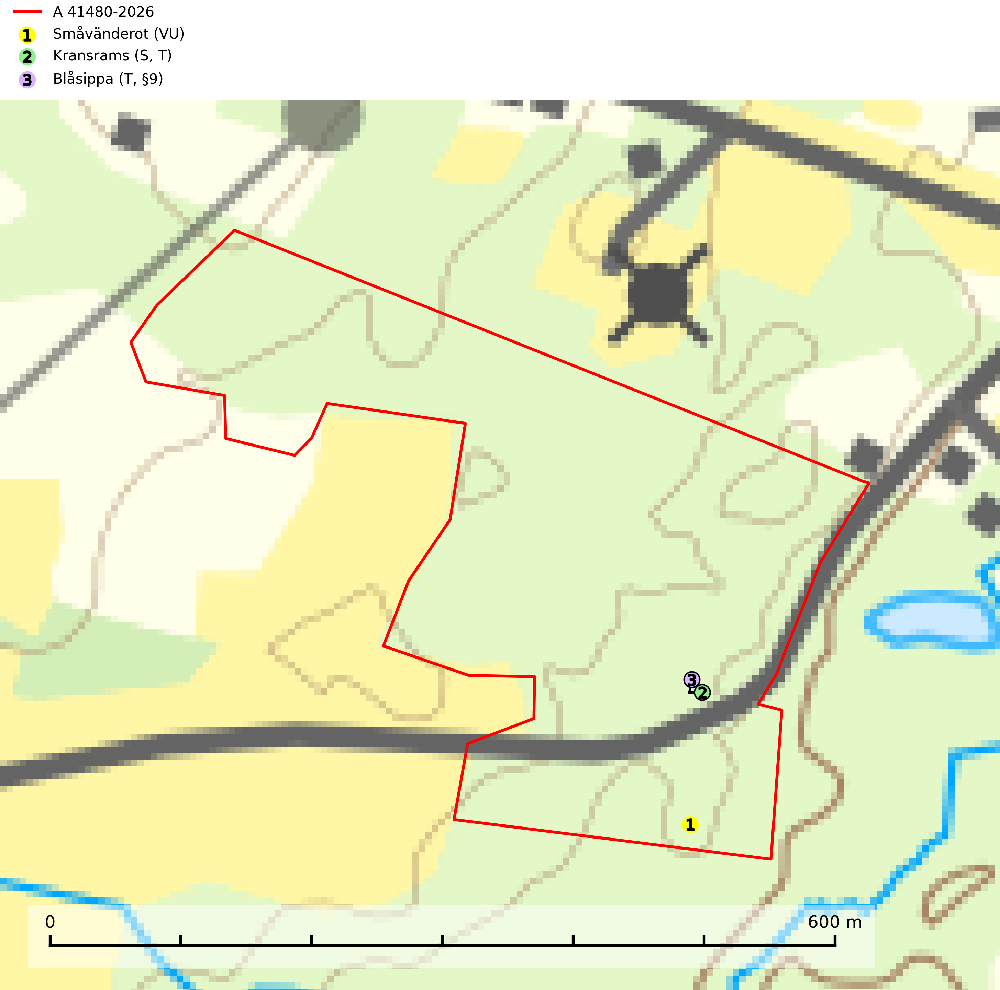 A 41480-2026
1 Småvänderot (VU)
2 Kransrams (S, T)
3 Blåsippa (T, §9)
3
2
1
0 600 m